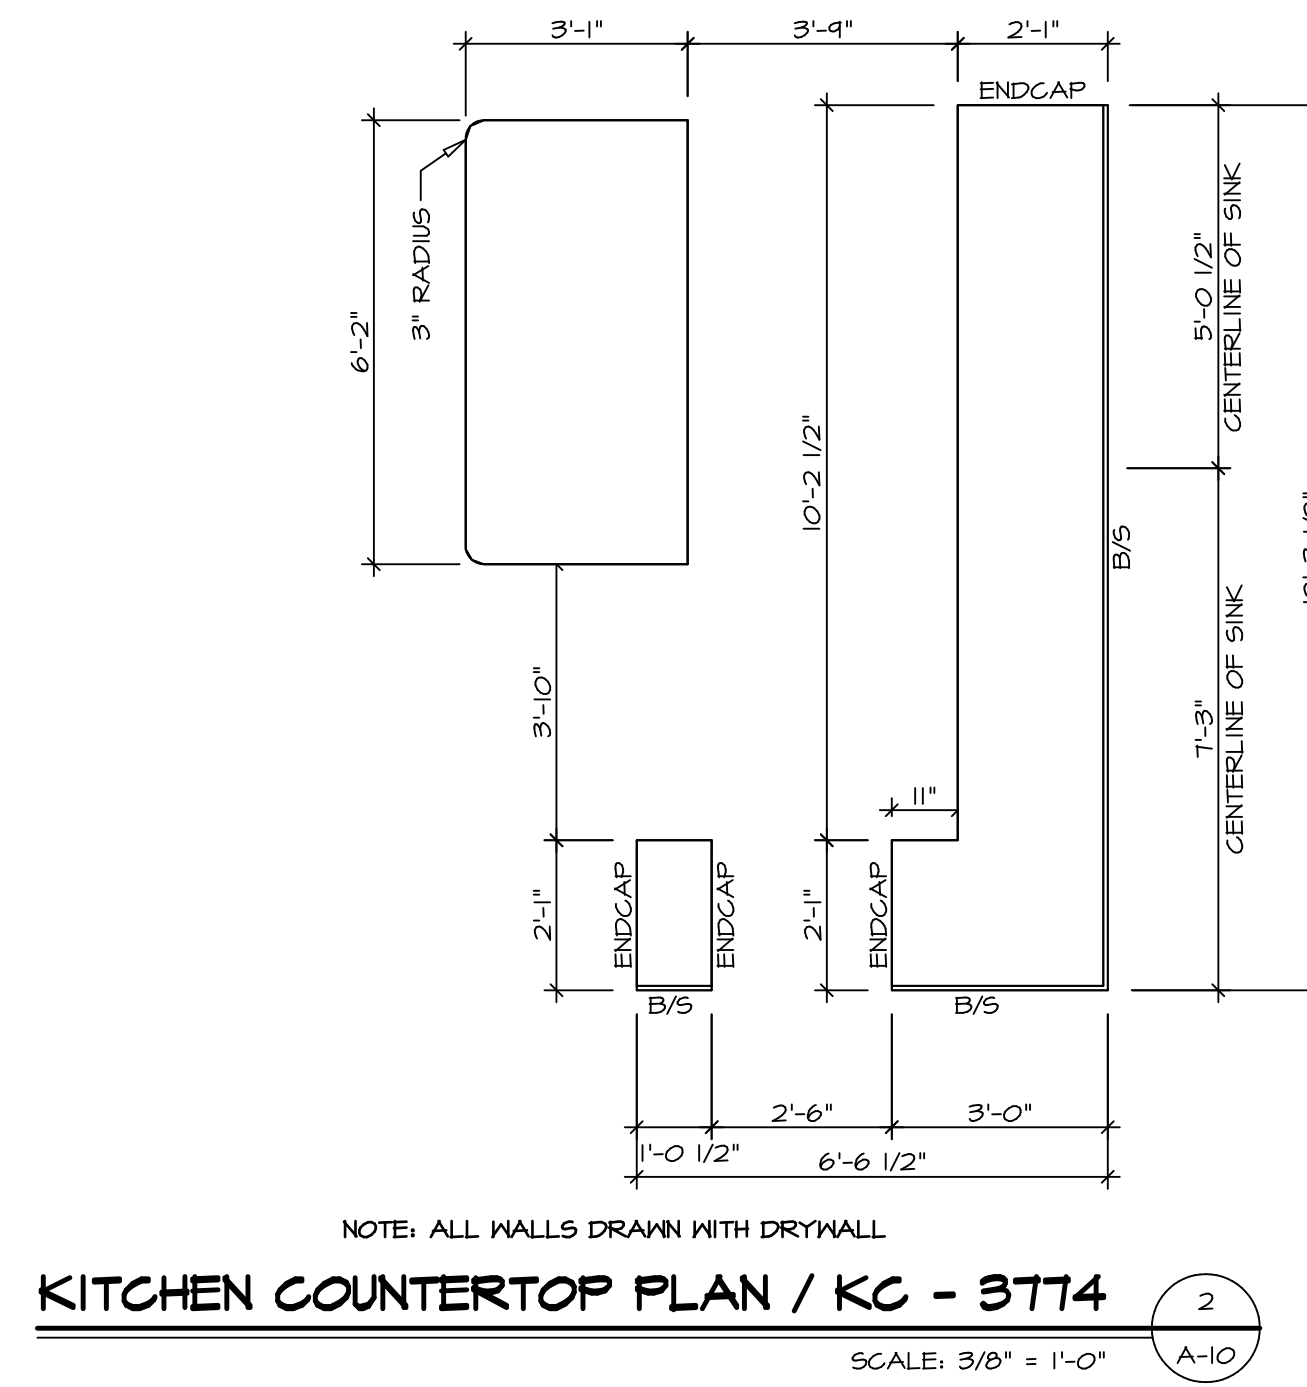 3'-1"
3'-9"
2'-1"
ENDCAP
3" RADIUS
6'-2"
5'-0 1/2"
CENTERLINE OF SINK
10'-2 1/2"
B/S
3'-10"
7'-3"
CENTERLINE OF SINK
11"
2'-1"
ENDCAP
ENDCAP
2'-1"
ENDCAP
B/S
B/S
2'-6"
3'-0"
1'-0 1/2"
6'-6 1/2"
NOTE: ALL WALLS DRAWN WITH DRYWALL
KITCHEN COUNTERTOP PLAN / KC - 3774
2
SCALE: 3/8" = 1'-0"
A-10